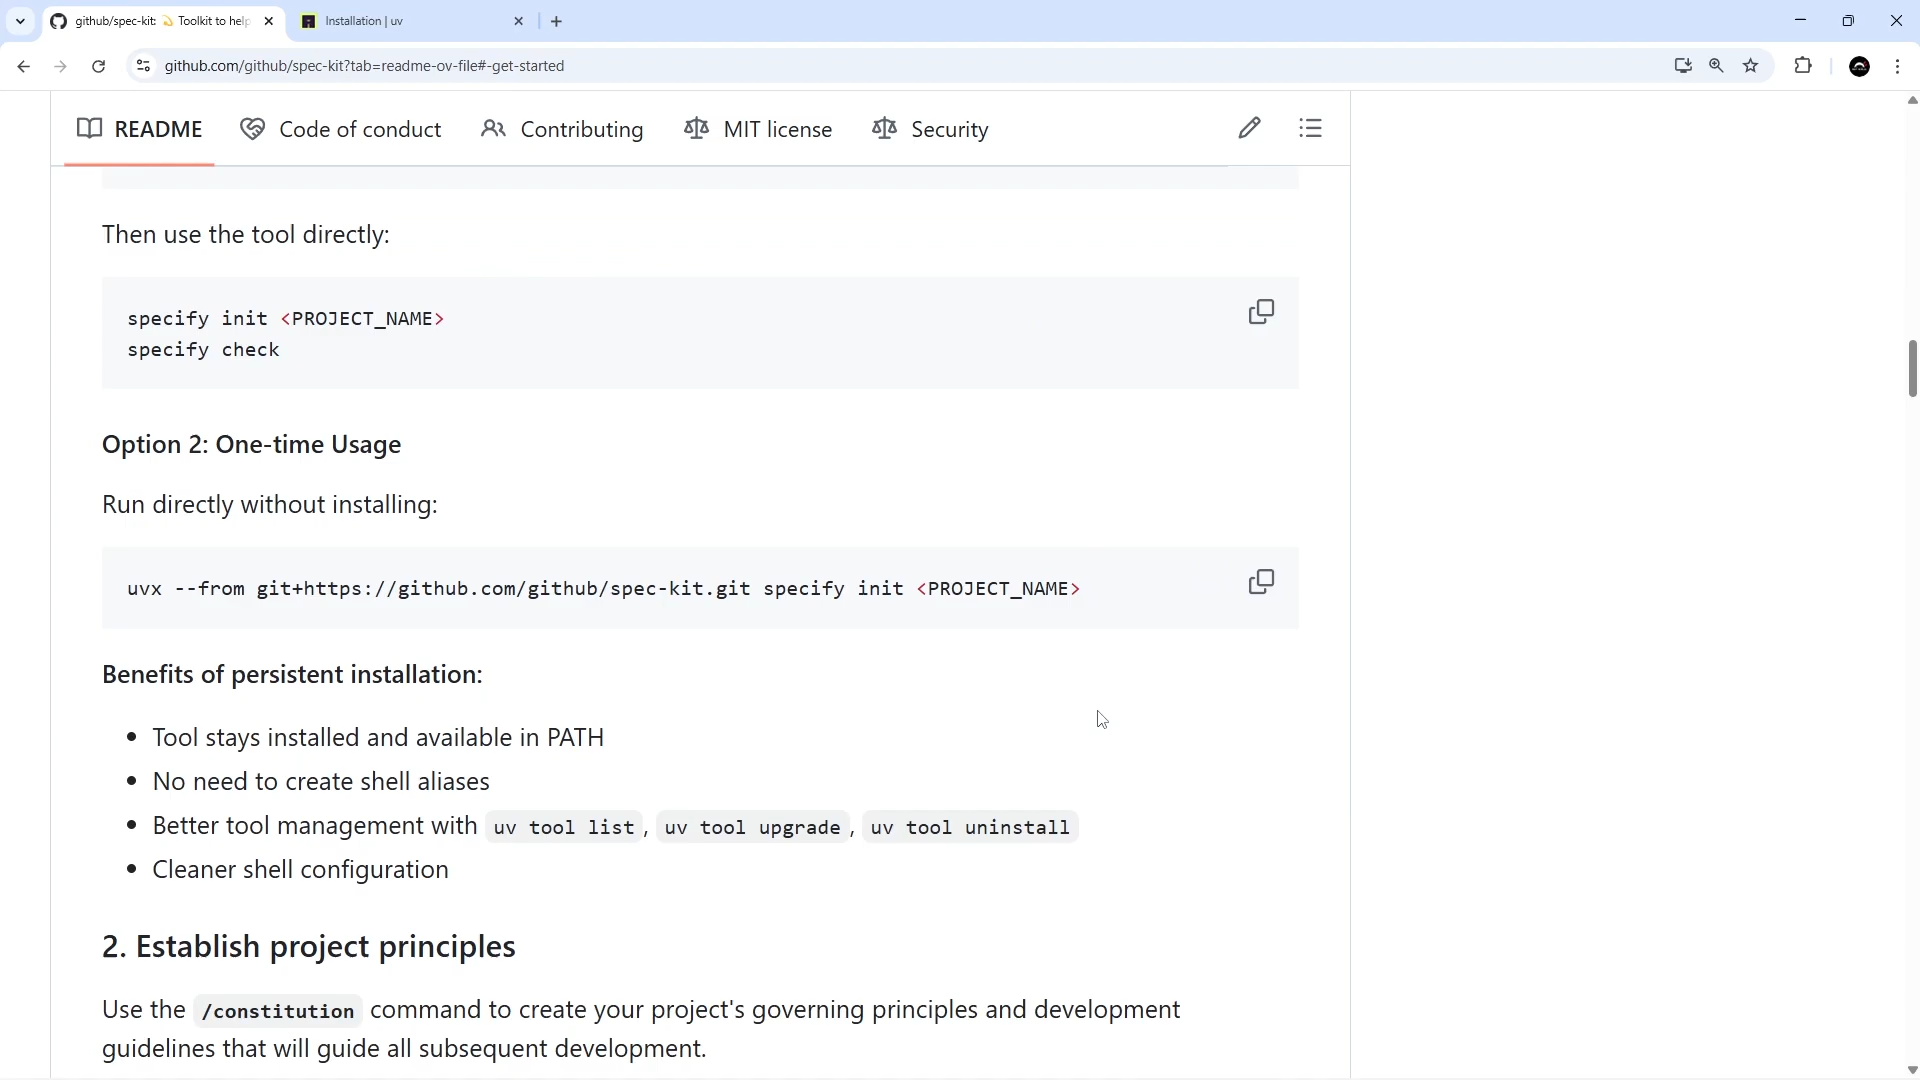 github/spec-kit: 💫 Toolkit to help
Installation | uv
github.com/github/spec-kit?tab=readme-ov-file#-get-started
README
Code of conduct
Contributing
MIT license
Security
Then use the tool directly:
specify init <PROJECT_NAME>
specify check
Option 2: One-time Usage
Run directly without installing:
uvx --from git+https://github.com/github/spec-kit.git specify init <PROJECT_NAME>
Benefits of persistent installation:
• Tool stays installed and available in PATH
• No need to create shell aliases
• Better tool management with uv tool list, uv tool upgrade, uv tool uninstall
• Cleaner shell configuration
2. Establish project principles
Use the /constitution command to create your project's governing principles and development
guidelines that will guide all subsequent development.